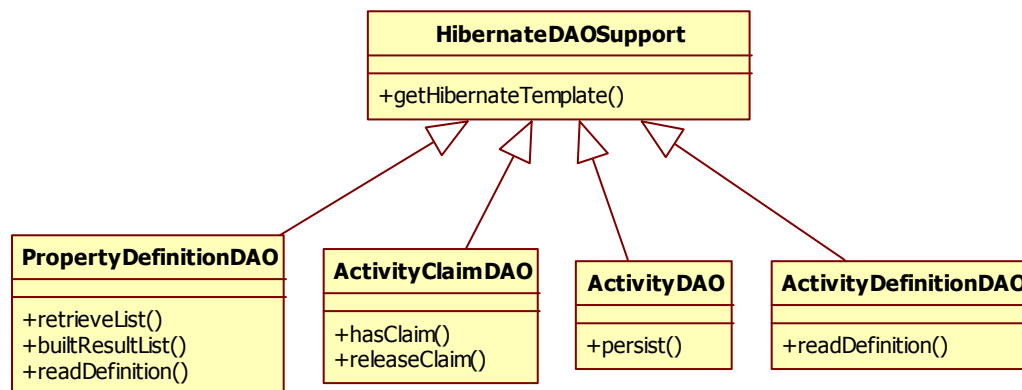 HibernateDAOSupport
+getHibernateTemplate()
PropertyDefinitionDAO
+retrieveList()
+builtResultList()
+readDefinition()
ActivityClaimDAO
+hasClaim()
+releaseClaim()
ActivityDAO
+persist()
ActivityDefinitionDAO
+readDefinition()